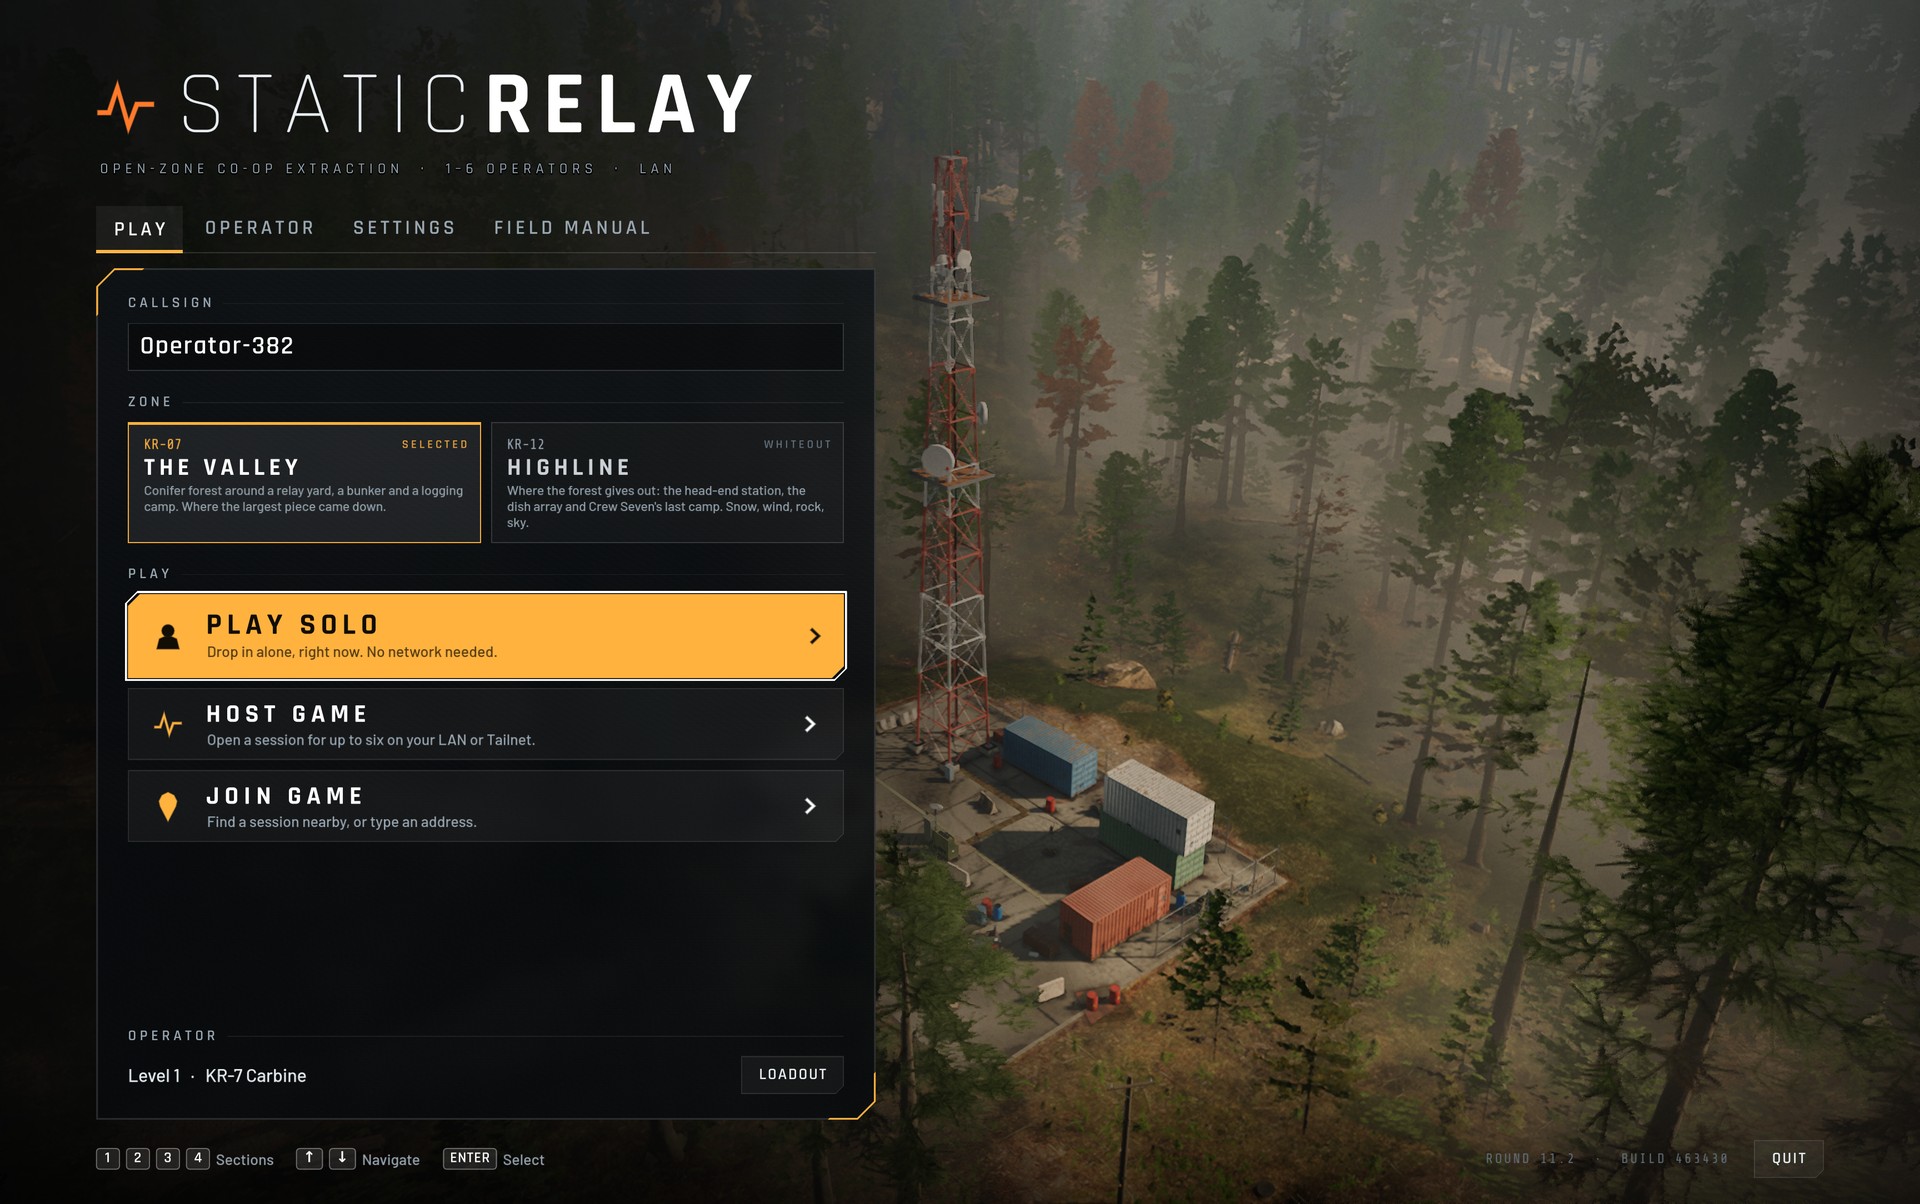 STATICRELAY
OPEN-ZONE CO-OP EXTRACTION · 1-6 OPERATORS · LAN
PLAY OPERATOR SETTINGS FIELD MANUAL
CALLSIGN
Operator-382
ZONE
KR-07 SELECTED
THE VALLEY
Conifer forest around a relay yard, a bunker and a logging
camp. Where the largest piece came down.
KR-12 WHITEOUT
HIGHLINE
Where the forest gives out: the head-end station, the
dish array and Crew Seven's last camp. Snow, wind, rock,
sky.
PLAY
PLAY SOLO
Drop in alone, right now. No network needed.
HOST GAME
Open a session for up to six on your LAN or Tailnet.
JOIN GAME
Find a session nearby, or type an address.
OPERATOR
Level 1 · KR-7 Carbine
LOADOUT
1 2 3 4 Sections ↑ ↓ Navigate ENTER Select
ROUND 11.2 · BUILD 463430
QUIT